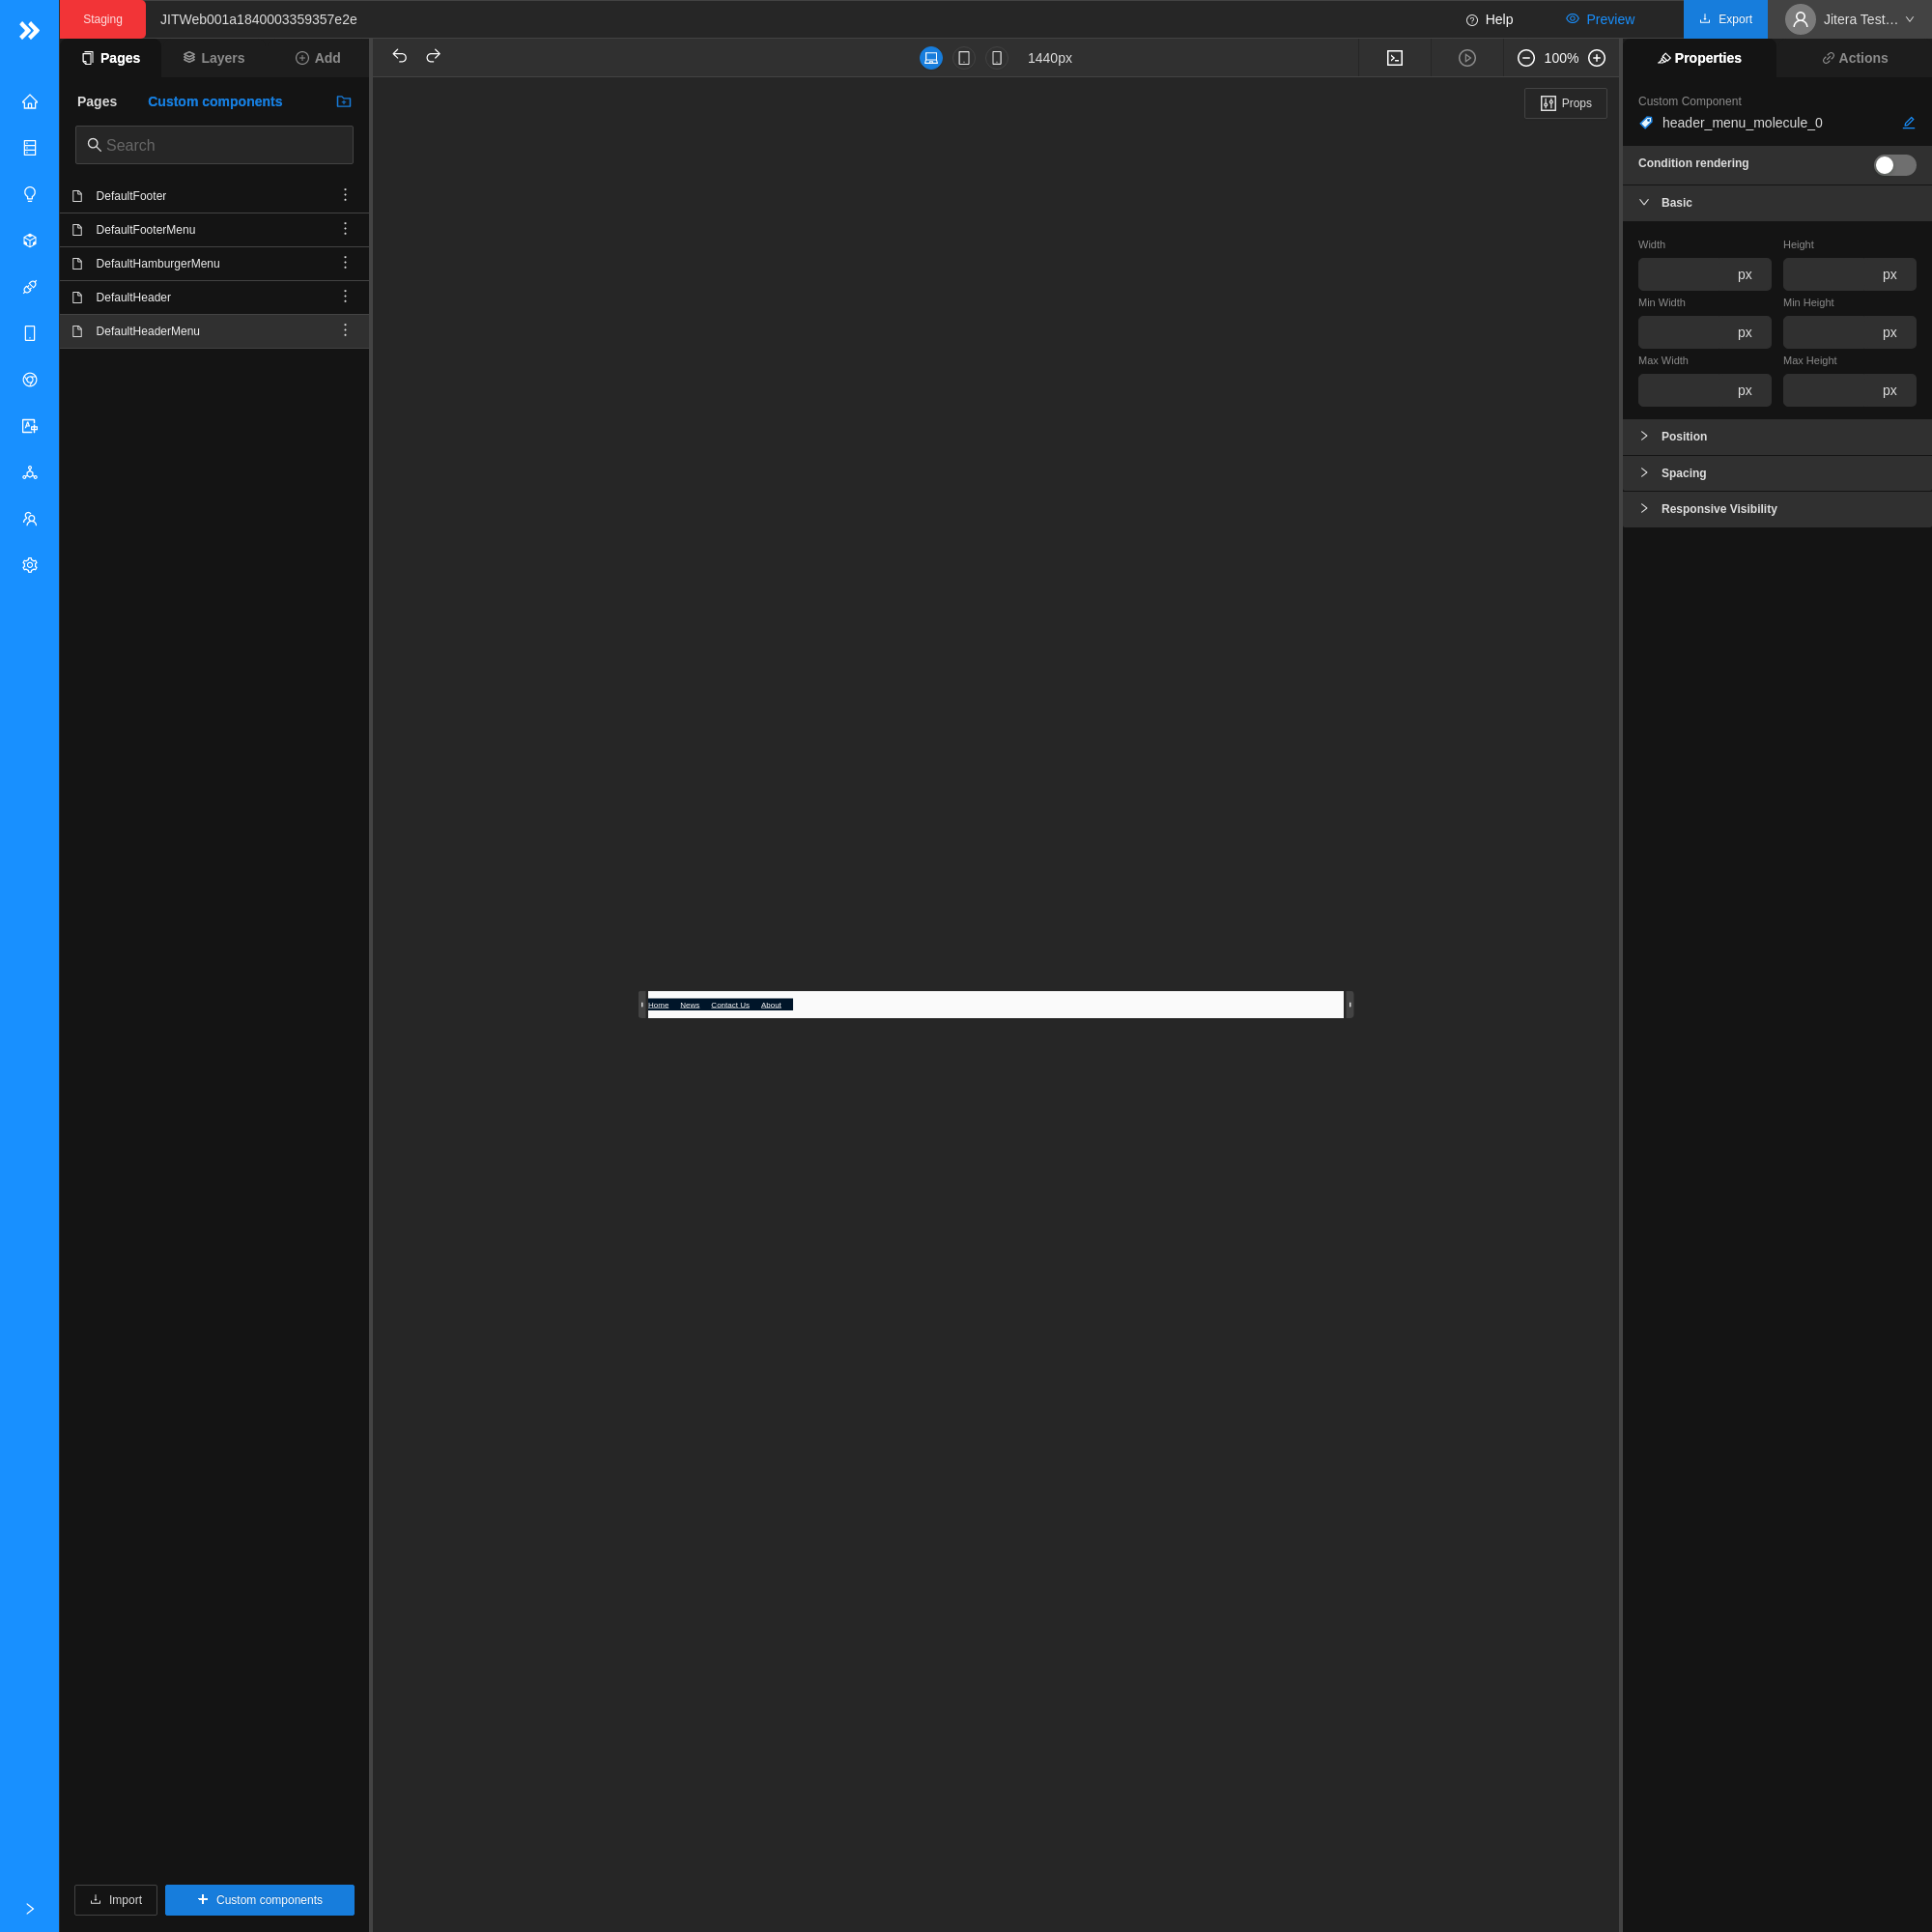 Staging
JITWeb001a1840003359357e2e
Help
Preview
Export
Jitera Test...
Pages
Layers
Add
1440px
100%
Properties
Actions
Pages
Custom components
Props
Custom Component
header_menu_molecule_0
Search
Condition rendering
DefaultFooter
DefaultFooterMenu
DefaultHamburgerMenu
DefaultHeader
DefaultHeaderMenu
Basic
Width
Height
px
px
Min Width
Min Height
px
px
Max Width
Max Height
px
px
Position
Spacing
Responsive Visibility
Home
News
Contact Us
About
Import
Custom components